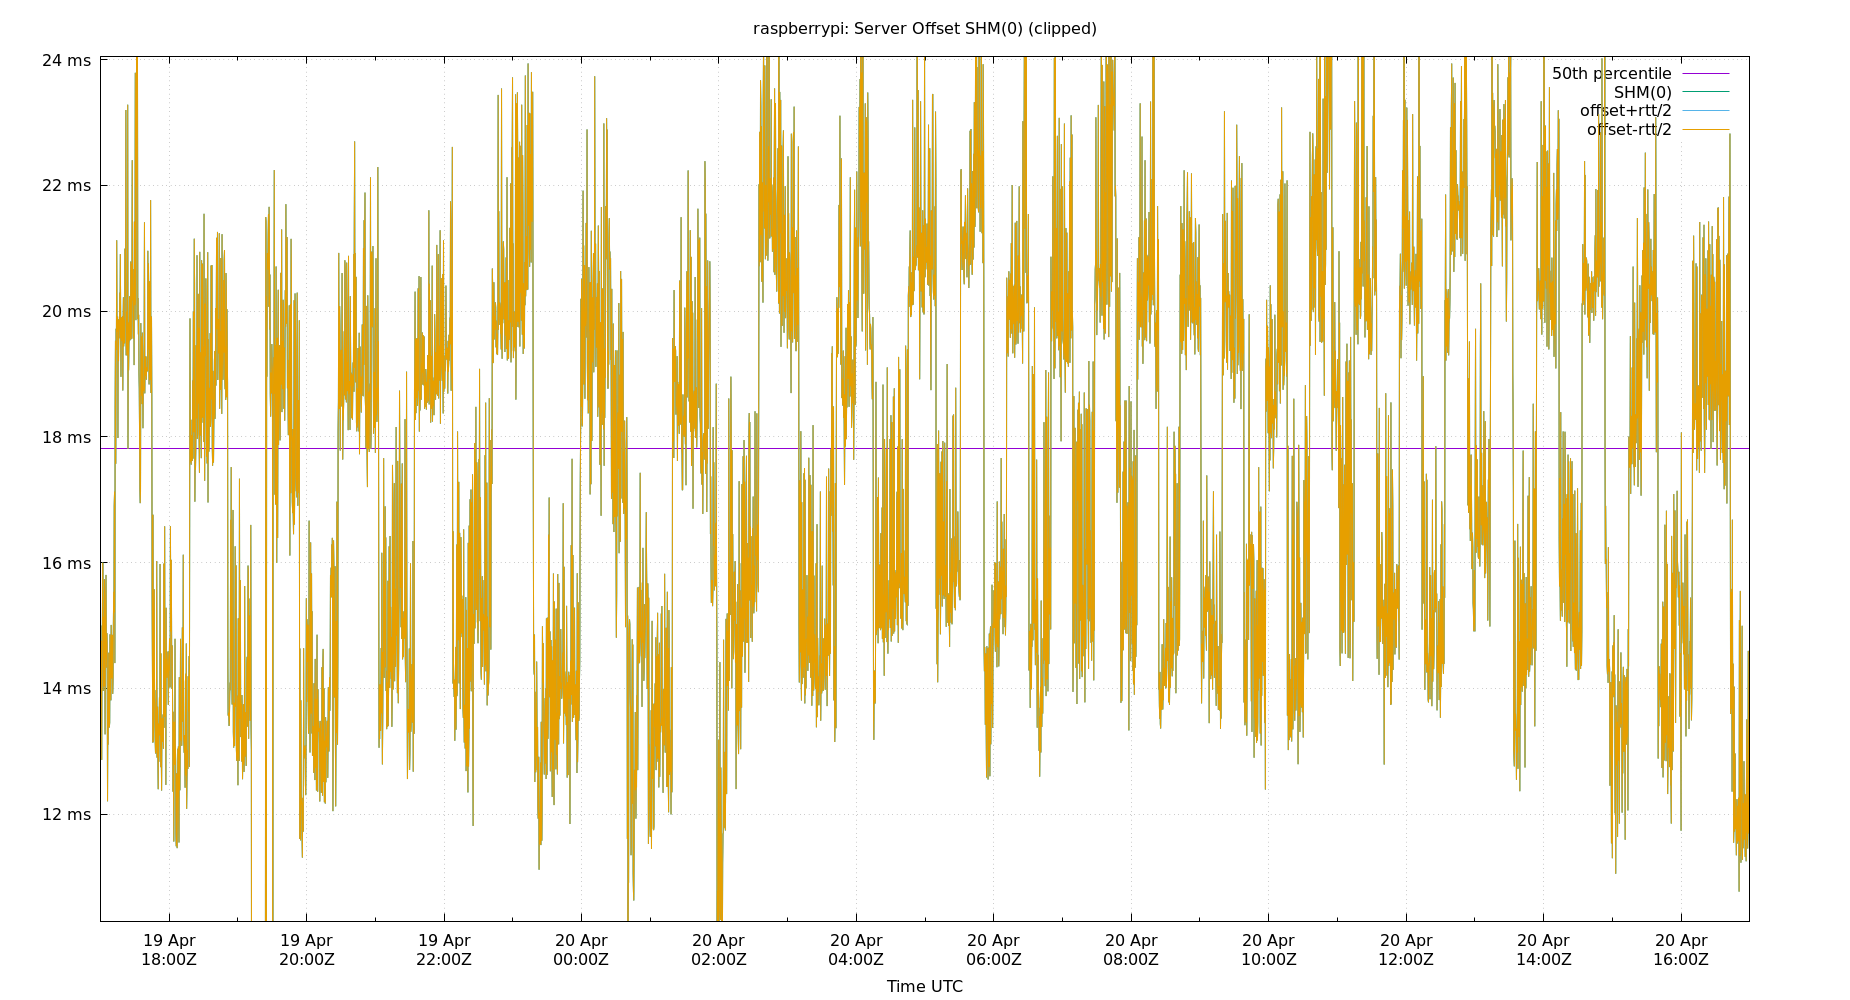 raspberrypi: Server Offset SHM(0) (clipped)
24 ms
22 ms
20 ms
18 ms
16 ms
14 ms
12 ms
50th percentile
SHM(0)
offset+rtt/2
offset-rtt/2
19 Apr 19 Apr 19 Apr 20 Apr 20 Apr 20 Apr 20 Apr 20 Apr 20 Apr 20 Apr 20 Apr 20 Apr
18:00Z 20:00Z 22:00Z 00:00Z 02:00Z 04:00Z 06:00Z 08:00Z 10:00Z 12:00Z 14:00Z 16:00Z
Time UTC